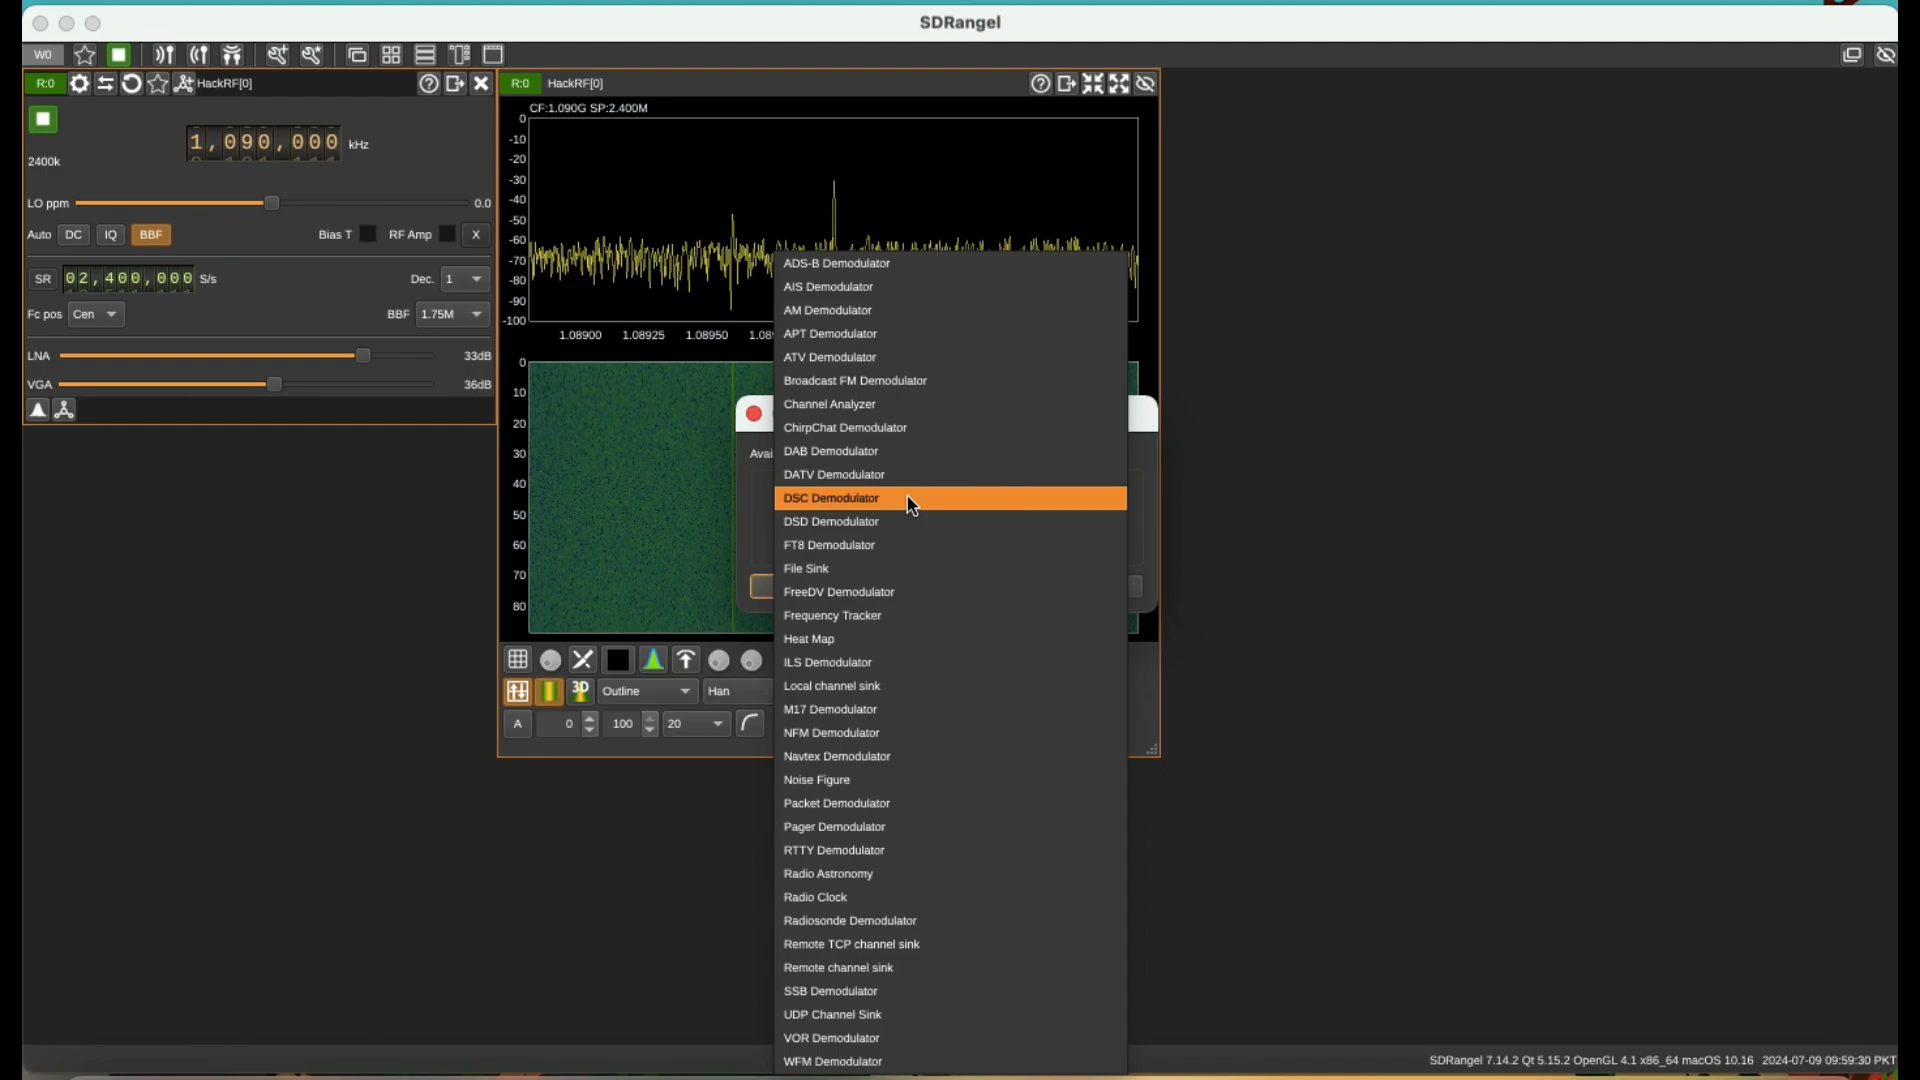 SDRangel
W0
R:0 HackRF[0]
1,090,000 kHz
2400k
LO ppm 0.0
Auto DC IQ BBF Bias T RF Amp X
SR 02,400,000 S/s Dec. 1
Fc pos Cen BBF 1.75M
LNA 33dB
VGA 36dB
R:0 HackRF[0]
CF:1.090G SP:2.400M
0
-10
-20
-30
-40
-50
-60
-70
-80
-90
-100
1.08900 1.08925 1.08950 1.08
0
10
20
30
40
50
60
70
80
Avai
ADS-B Demodulator
AIS Demodulator
AM Demodulator
APT Demodulator
ATV Demodulator
Broadcast FM Demodulator
Channel Analyzer
ChirpChat Demodulator
DAB Demodulator
DATV Demodulator
DSC Demodulator
DSD Demodulator
FT8 Demodulator
File Sink
FreeDV Demodulator
Frequency Tracker
Heat Map
ILS Demodulator
Local channel sink
M17 Demodulator
NFM Demodulator
Navtex Demodulator
Noise Figure
Packet Demodulator
Pager Demodulator
RTTY Demodulator
Radio Astronomy
Radio Clock
Radiosonde Demodulator
Remote TCP channel sink
Remote channel sink
SSB Demodulator
UDP Channel Sink
VOR Demodulator
WFM Demodulator
3D Outline Han
A 0 100 20
SDRangel 7.14.2 Qt 5.15.2 OpenGL 4.1 x86_64 macOS 10.16 2024-07-09 09:59:30 PKT